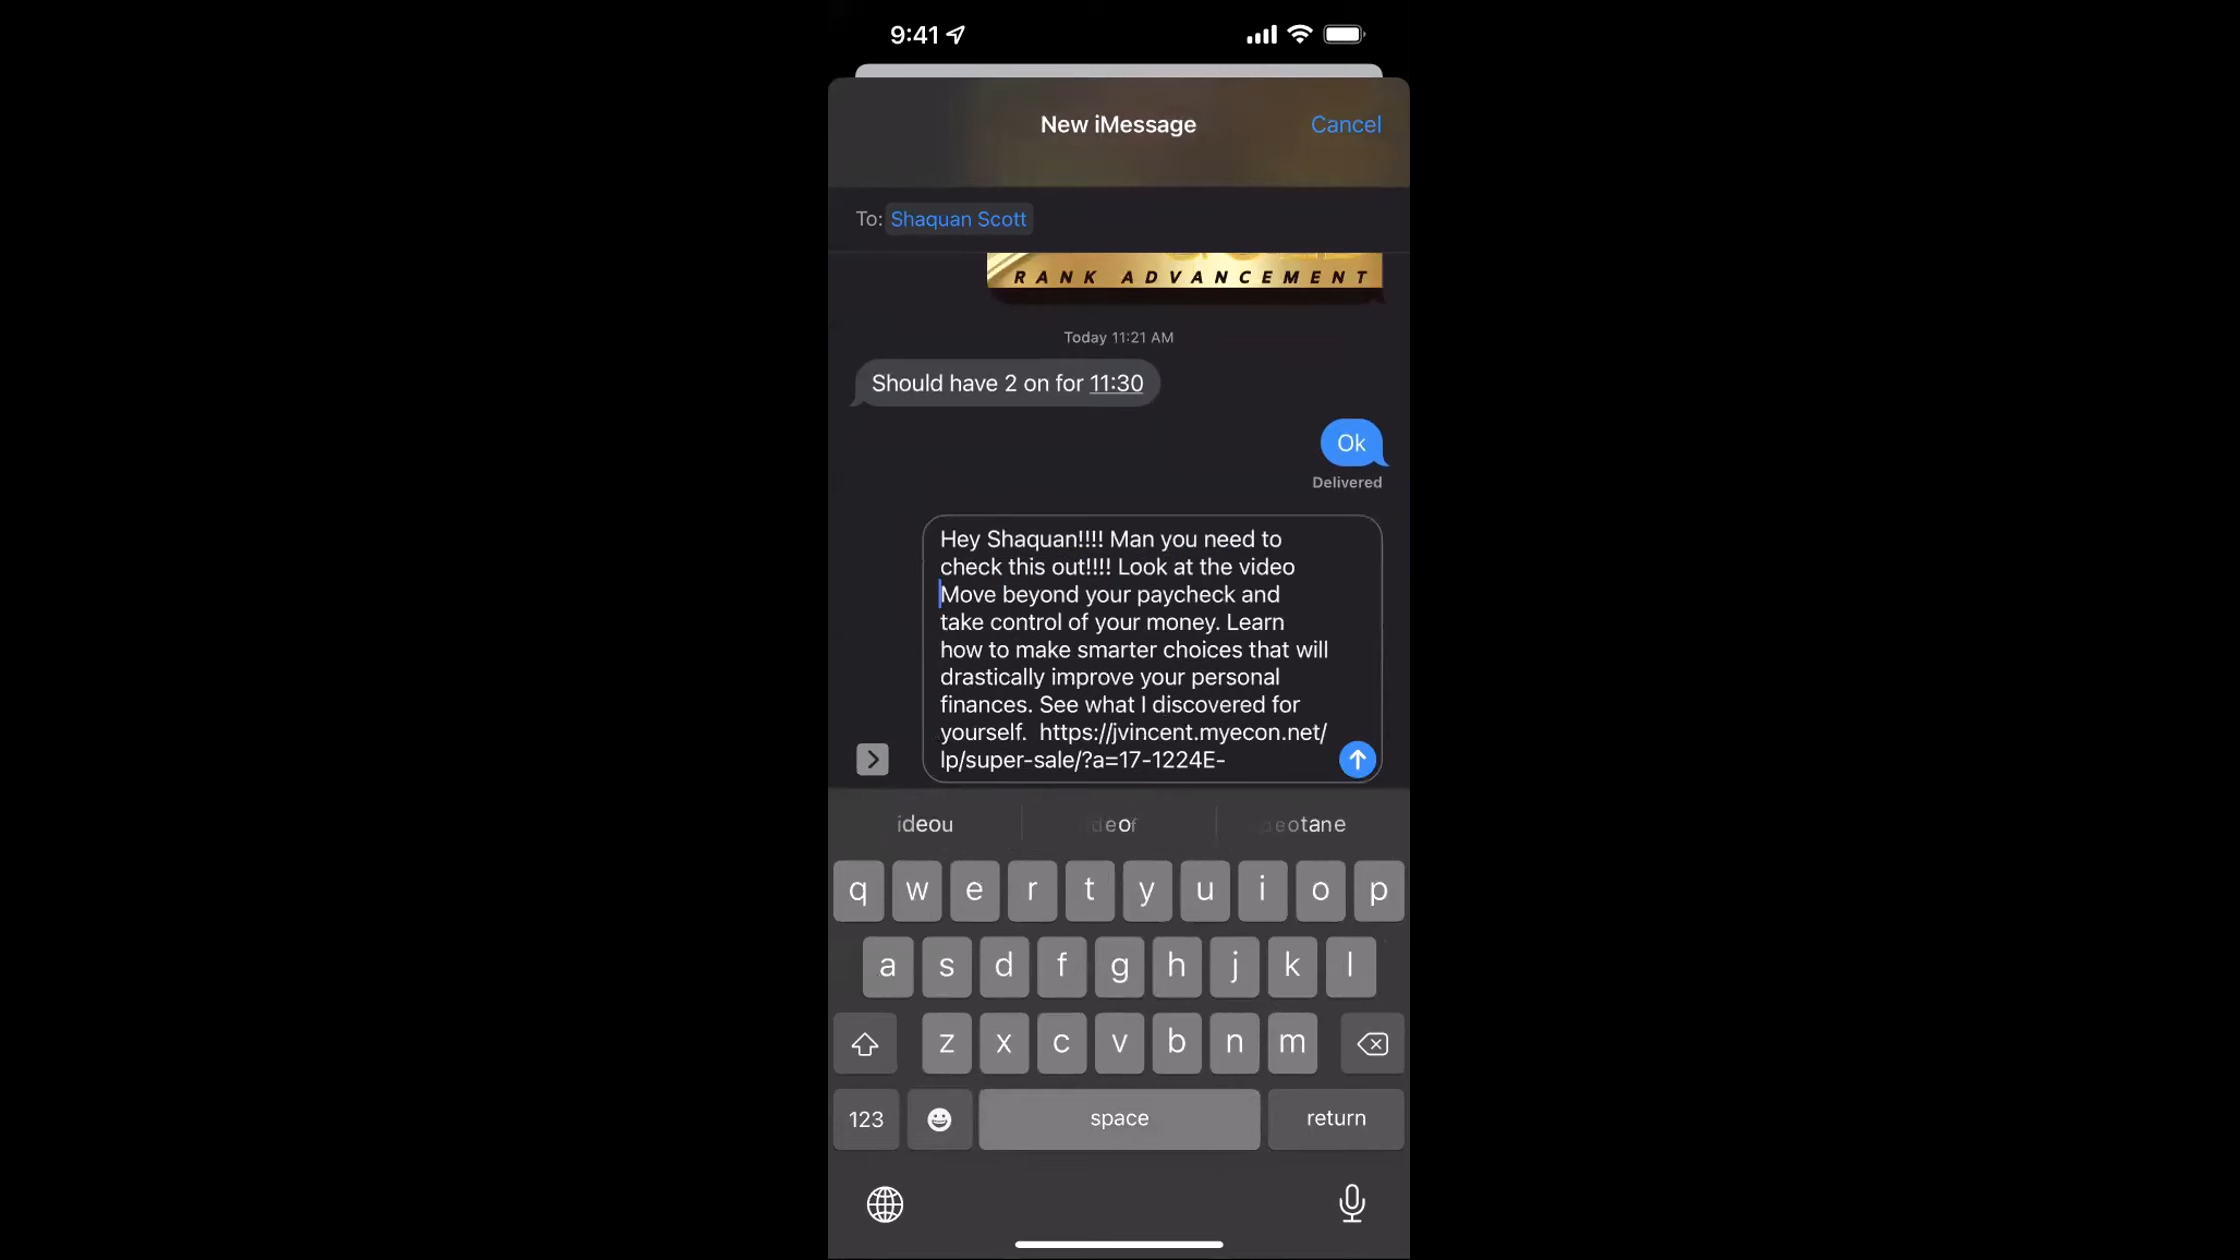 9:41
New iMessage
Cancel
To: Shaquan Scott
RANK ADVANCEMENT
Today 11:21 AM
Should have 2 on for 11:30
Ok
Delivered
Hey Shaquan!!!! Man you need to
check this out!!!! Look at the video
Move beyond your paycheck and
take control of your money. Learn
how to make smarter choices that will
drastically improve your personal
finances. See what I discovered for
yourself.  https://jvincent.myecon.net/
lp/super-sale/?a=17-1224E-
ideou deof eotane
q w e r t y u i o p
a s d f g h j k l
z x c v b n m
123 space return